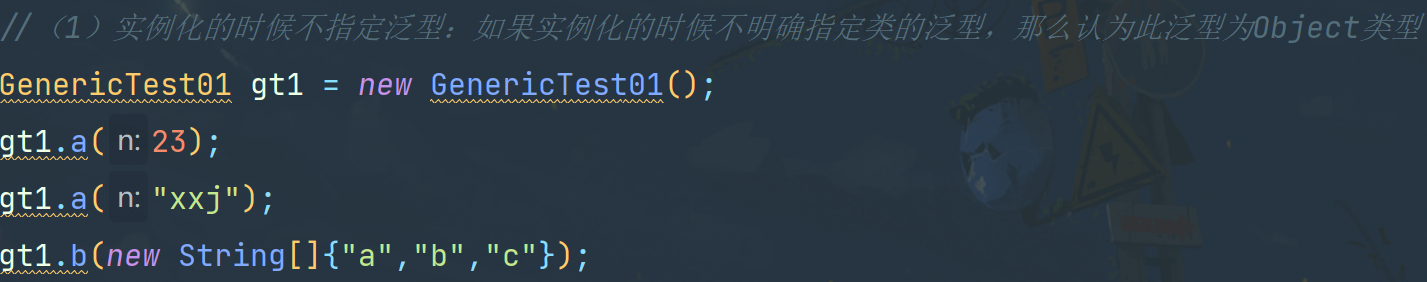 //（1）实例化的时候不指定泛型：如果实例化的时候不明确指定类的泛型，那么认为此泛型为Object类型
GenericTest01 gt1 = new GenericTest01();
gt1.a( n: 23);
gt1.a( n: "xxj");
gt1.b(new String[]{"a","b","c"});